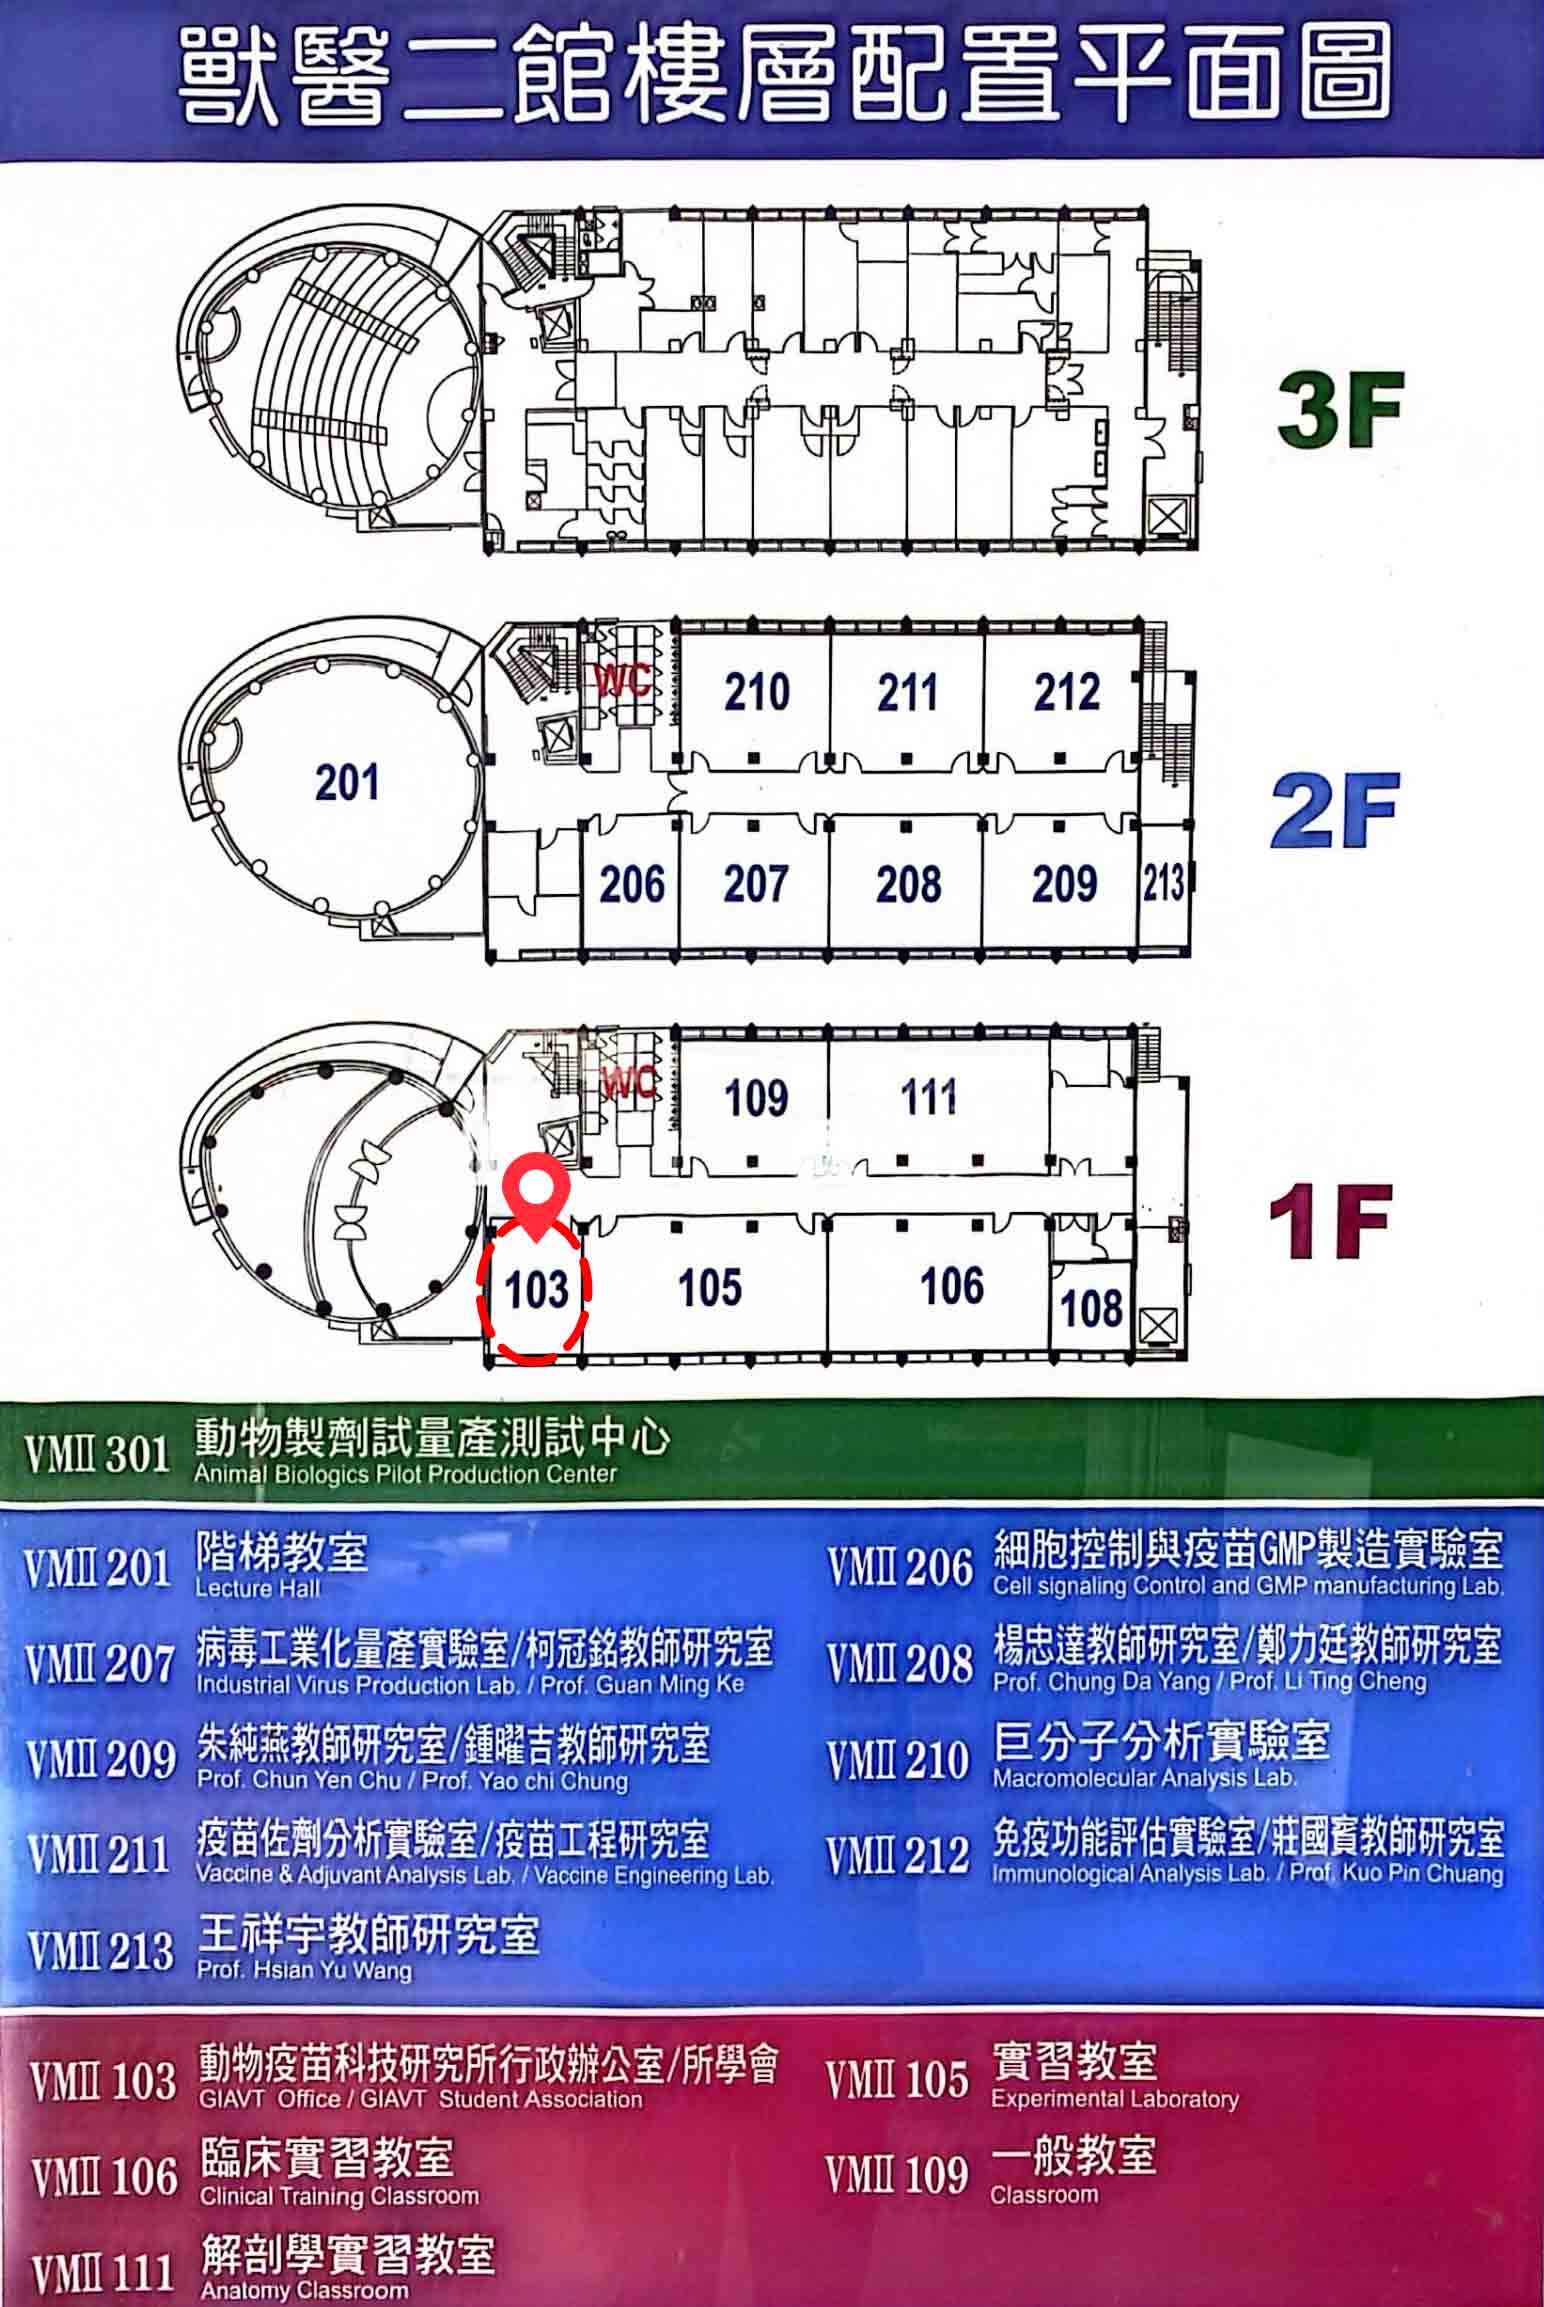 獸醫二館樓層配置平面圖
3F
WC
210
211
212
201
2F
206
207
208
209
213
WC
109
111
1F
103
105
106
108
VMII 301 動物製劑試量產測試中心
Animal Biologics Pilot Production Center
VMII 201 階梯教室
Lecture Hall
VMII 206 細胞控制與疫苗GMP製造實驗室
Cell signaling Control and GMP manufacturing Lab.
VMII 207 病毒工業化量產實驗室/柯冠銘教師研究室
Industrial Virus Production Lab. / Prof. Guan Ming Ke
VMII 208 楊忠達教師研究室/鄭力廷教師研究室
Prof. Chung Da Yang / Prof. Li Ting Cheng
VMII 209 朱純燕教師研究室/鍾曜吉教師研究室
Prof. Chun Yen Chu / Prof. Yao chi Chung
VMII 210 巨分子分析實驗室
Macromolecular Analysis Lab.
VMII 211 疫苗佐劑分析實驗室/疫苗工程研究室
Vaccine & Adjuvant Analysis Lab. / Vaccine Engineering Lab.
VMII 212 免疫功能評估實驗室/莊國賓教師研究室
Immunological Analysis Lab. / Prof. Kuo Pin Chuang
VMII 213 王祥宇教師研究室
Prof. Hsian Yu Wang
VMII 103 動物疫苗科技研究所行政辦公室/所學會
GIAVT Office / GIAVT Student Association
VMII 105 實習教室
Experimental Laboratory
VMII 106 臨床實習教室
Clinical Training Classroom
VMII 109 一般教室
Classroom
VMII 111 解剖學實習教室
Anatomy Classroom